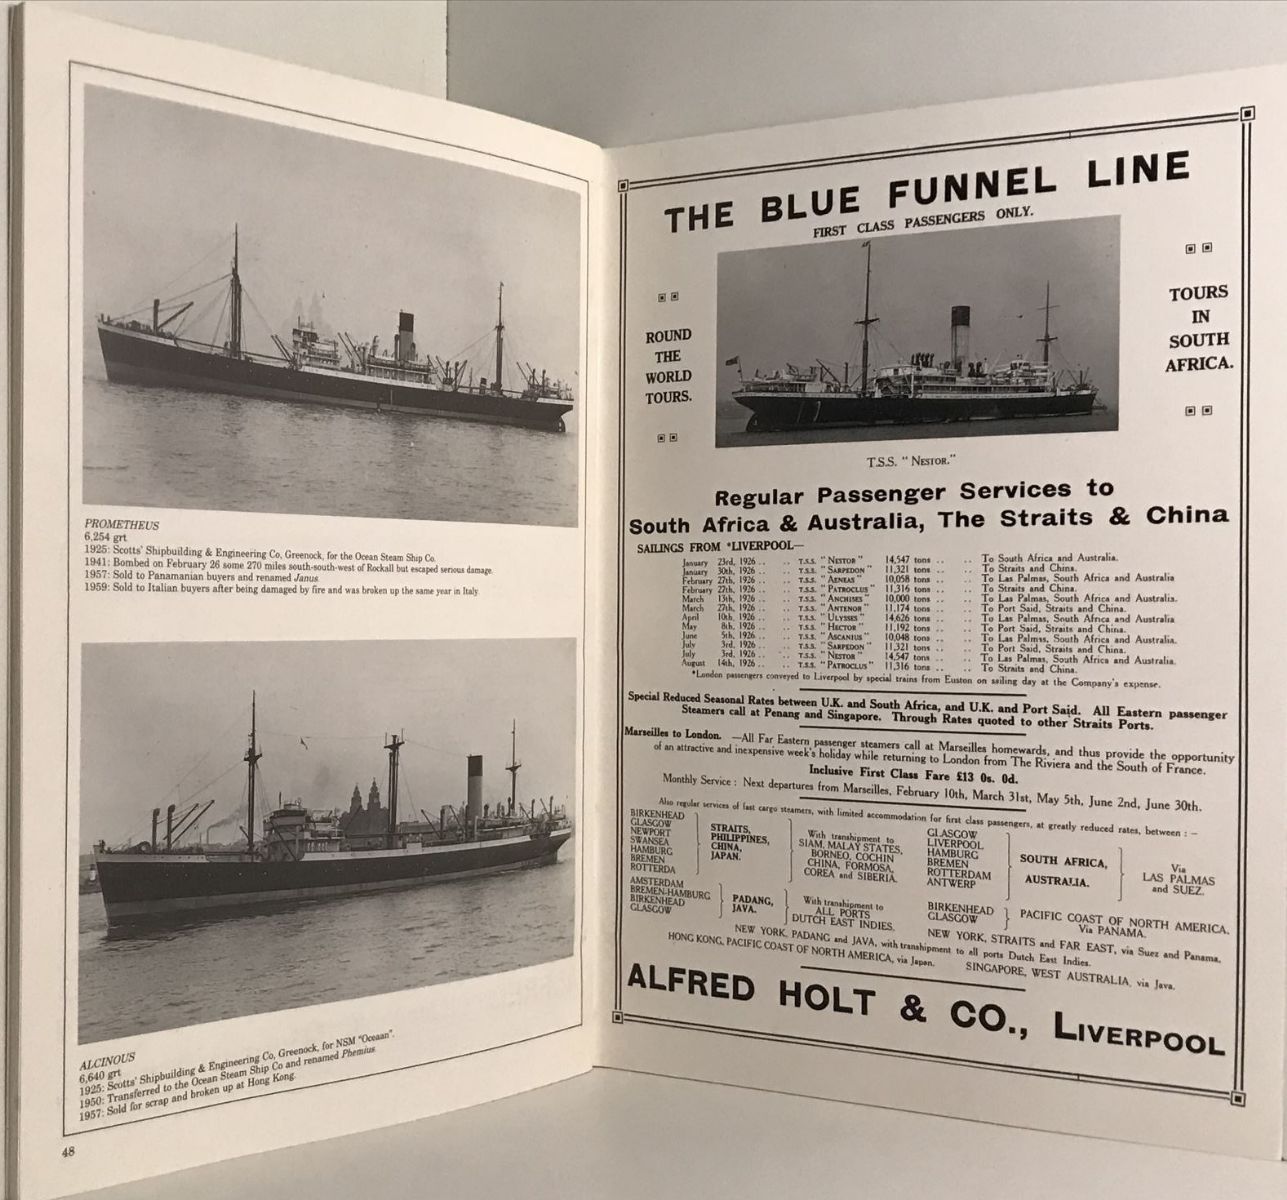 PROMETHEUS
6,254 grt
1925: Scotts' Shipbuilding & Engineering Co, Greenock, for the Ocean Steam Ship Co.
1941: Bombed on February 26 some 270 miles south-south-west of Rockall but escaped serious damage.
1957: Sold to Panamanian buyers and renamed Janus.
1959: Sold to Italian buyers after being damaged by fire and was broken up the same year in Italy.
ALCINOUS
6,640 grt
1925: Scotts' Shipbuilding & Engineering Co, Greenock, for NSM "Oceaan".
1950: Transferred to the Ocean Steam Ship Co and renamed Phemius.
1957: Sold for scrap and broken up at Hong Kong.
48
THE BLUE FUNNEL LINE
FIRST CLASS PASSENGERS ONLY.
ROUND
THE
WORLD
TOURS.
TOURS
IN
SOUTH
AFRICA.
T.S.S. "NESTOR."
Regular Passenger Services to
South Africa & Australia, The Straits & China
SAILINGS FROM *LIVERPOOL—
January 23rd, 1926 .. .. T.S.S. "NESTOR" 14,547 tons .. .. To South Africa and Australia.
January 30th, 1926 .. .. T.S.S. "SARPEDON" 11,321 tons .. .. To Straits and China.
February 27th, 1926 .. .. T.S.S. "AENEAS" 10,058 tons .. .. To Las Palmas, South Africa and Australia
February 27th, 1926 .. .. T.S.S. "PATROCLUS" 11,316 tons .. .. To Straits and China.
March 13th, 1926 .. .. T.S.S. "ANCHISES" 10,000 tons .. .. To Las Palmas, South Africa and Australia.
March 27th, 1926 .. .. T.S.S. "ANTENOR" 11,174 tons .. .. To Port Said, Straits and China.
April 10th, 1926 .. .. T.S.S. "ULYSSES" 14,626 tons .. .. To Las Palmas, South Africa and Australia
May 8th, 1926 .. .. T.S.S. "HECTOR" 11,192 tons .. .. To Port Said, Straits and China.
June 5th, 1926 .. .. T.S.S. "ASCANIUS" 10,048 tons .. .. To Las Palmas, South Africa and Australia.
July 3rd, 1926 .. .. T.S.S. "SARPEDON" 11,321 tons .. .. To Port Said, Straits and China.
July 3rd, 1926 .. .. T.S.S. "NESTOR" 14,547 tons .. .. To Las Palmas, South Africa and Australia.
August 14th, 1926 .. .. T.S.S. "PATROCLUS" 11,316 tons .. .. To Straits and China.
*London passengers conveyed to Liverpool by special trains from Euston on sailing day at the Company's expense.
Special Reduced Seasonal Rates between U.K. and South Africa, and U.K. and Port Said. All Eastern passenger
Steamers call at Penang and Singapore. Through Rates quoted to other Straits Ports.
Marseilles to London. —All Far Eastern passenger steamers call at Marseilles homewards, and thus provide the opportunity
of an attractive and inexpensive week's holiday while returning to London from The Riviera and the South of France.
Inclusive First Class Fare £13 0s. 0d.
Monthly Service : Next departures from Marseilles, February 10th, March 31st, May 5th, June 2nd, June 30th.
Also regular services of fast cargo steamers, with limited accommodation for first class passengers, at greatly reduced rates, between : —
BIRKENHEAD
GLASGOW
NEWPORT
SWANSEA
HAMBURG
BREMEN
ROTTERDA
STRAITS,
PHILIPPINES,
CHINA,
JAPAN.
With transhipment to
SIAM, MALAY STATES,
BORNEO, COCHIN
CHINA, FORMOSA,
COREA and SIBERIA.
GLASGOW
LIVERPOOL
HAMBURG
BREMEN
ROTTERDAM
ANTWERP
SOUTH AFRICA,
AUSTRALIA.
Via
LAS PALMAS
and SUEZ.
AMSTERDAM
BREMEN-HAMBURG
BIRKENHEAD
GLASGOW
PADANG,
JAVA.
With transhipment to
ALL PORTS
DUTCH EAST INDIES.
BIRKENHEAD
GLASGOW
PACIFIC COAST OF NORTH AMERICA.
Via PANAMA.
NEW YORK, PADANG and JAVA, with transhipment to all ports Dutch East Indies.
NEW YORK, STRAITS and FAR EAST, via Suez and Panama.
HONG KONG, PACIFIC COAST OF NORTH AMERICA, via Japan.
SINGAPORE, WEST AUSTRALIA, via Java.
ALFRED HOLT & CO., LIVERPOOL